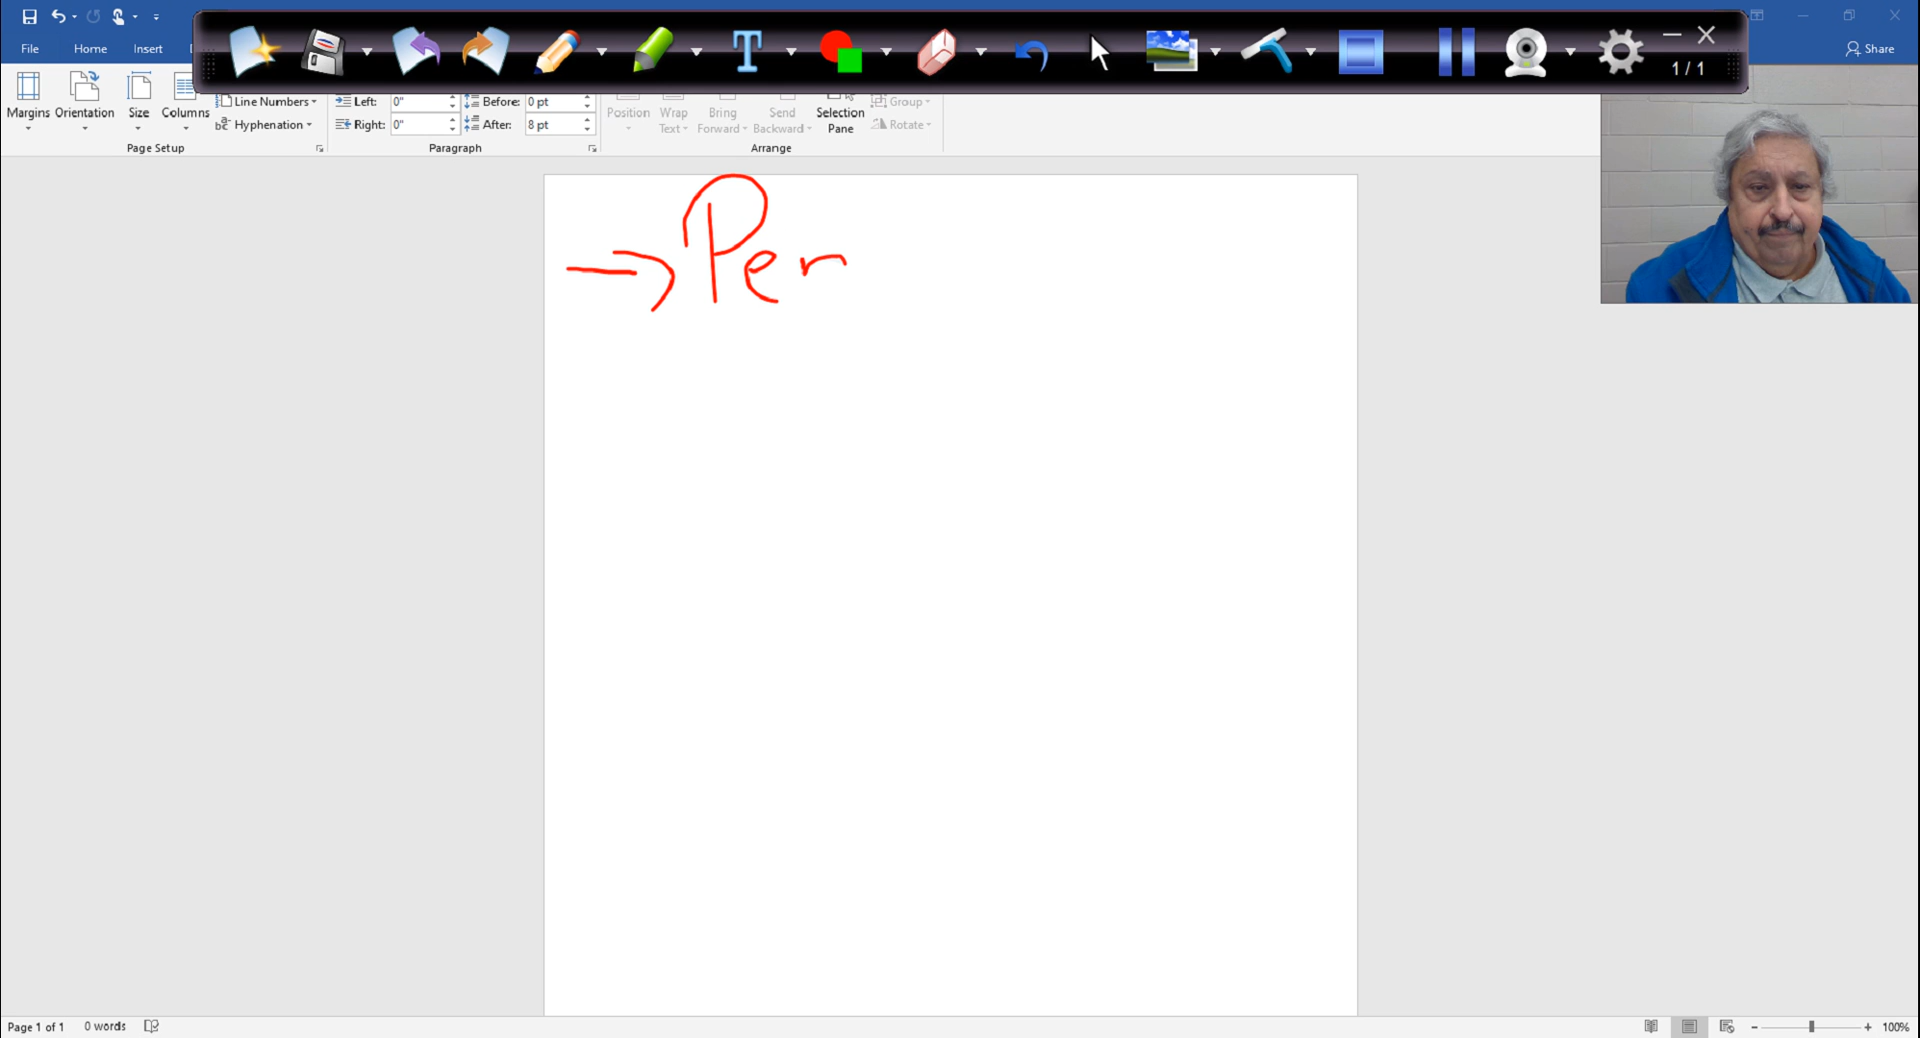 File Home Insert
1 / 1
Share
Margins Orientation Size Columns
Line Numbers Left: 0" Before: 0 pt
Hyphenation Right: 0" After: 8 pt
Position Wrap Text Bring Forward Send Backward Selection Pane Group Rotate
Page Setup Paragraph Arrange
→ Per
Page 1 of 1 0 words 100%